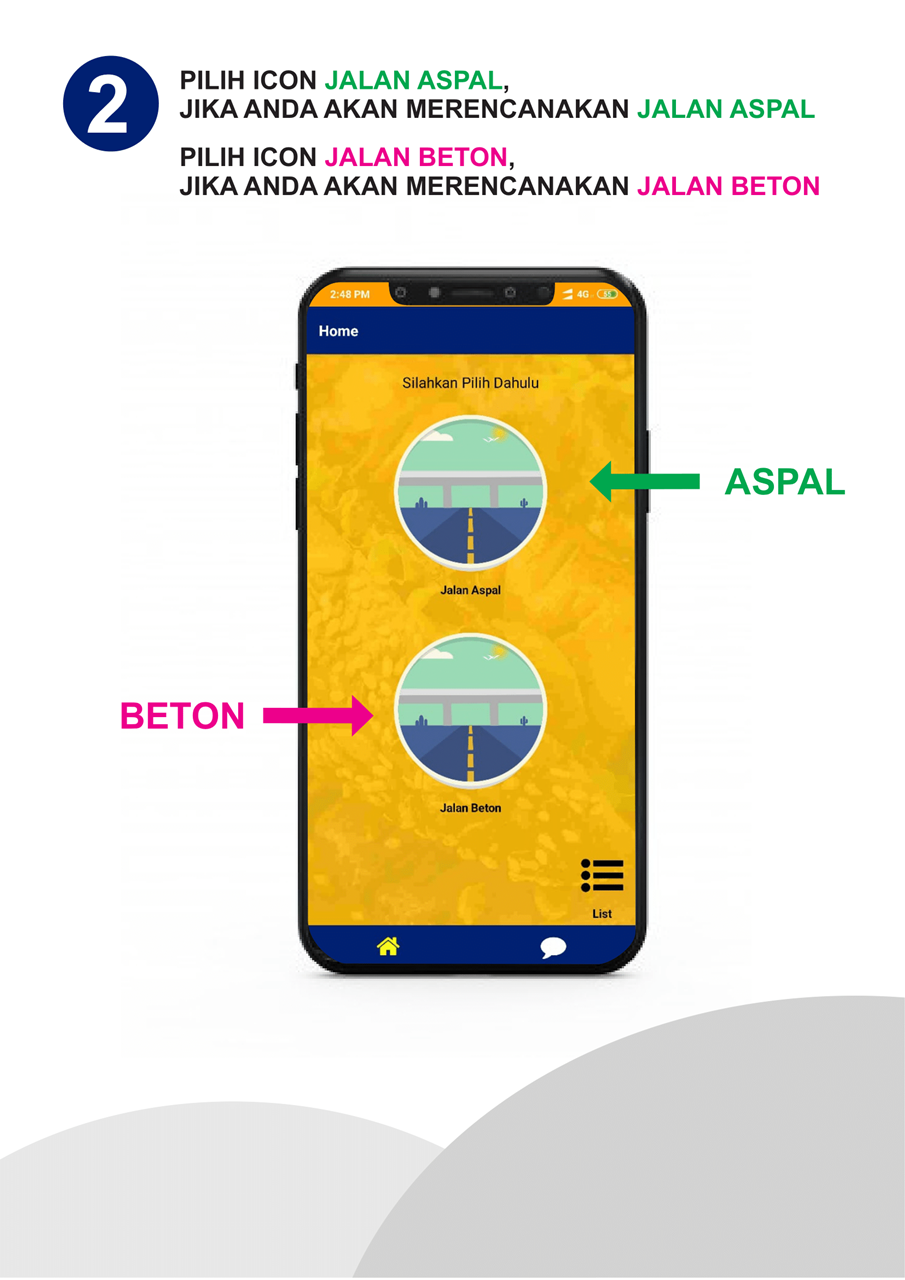 2
PILIH ICON JALAN ASPAL,
JIKA ANDA AKAN MERENCANAKAN JALAN ASPAL
PILIH ICON JALAN BETON,
JIKA ANDA AKAN MERENCANAKAN JALAN BETON
2:48 PM
4G
Home
Silahkan Pilih Dahulu
ASPAL
Jalan Aspal
BETON
Jalan Beton
List